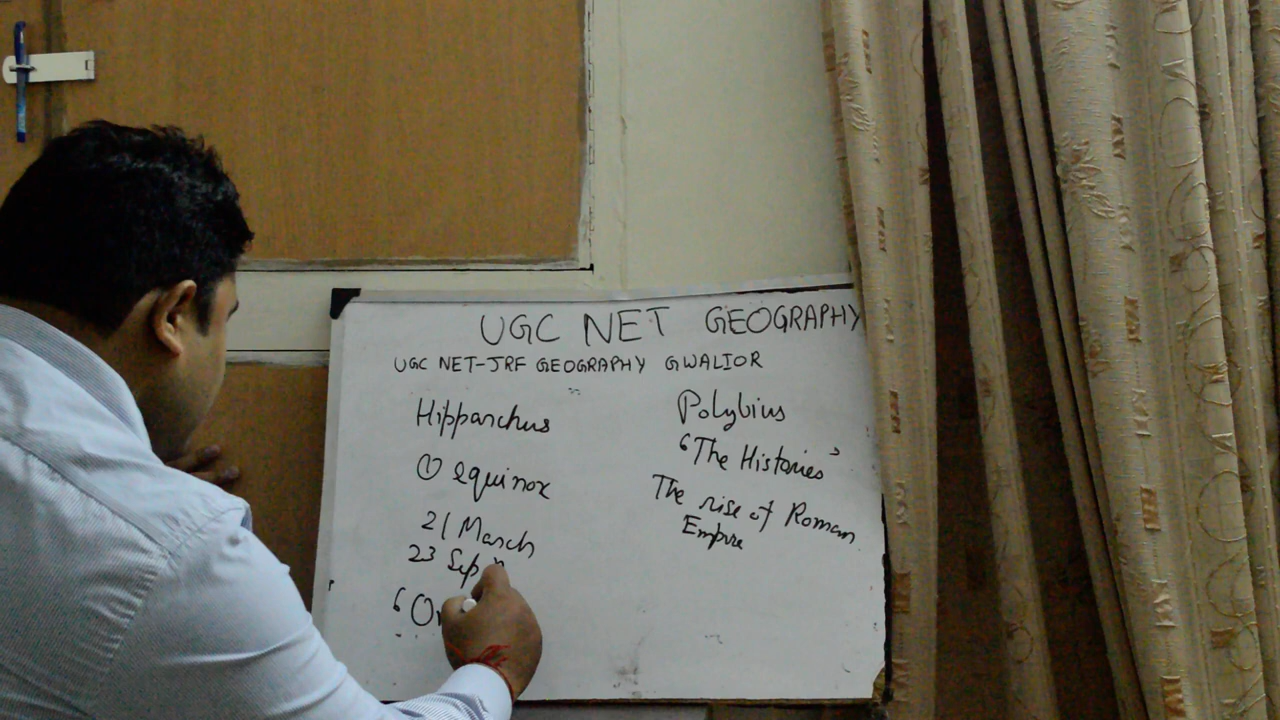 UGC NET GEOGRAPHY
UGC NET-JRF GEOGRAPHY GWALIOR
Hipparchus
① equinox
21 March
23 Sep
Polybius
‘The Histories’
The rise of Roman
Empire